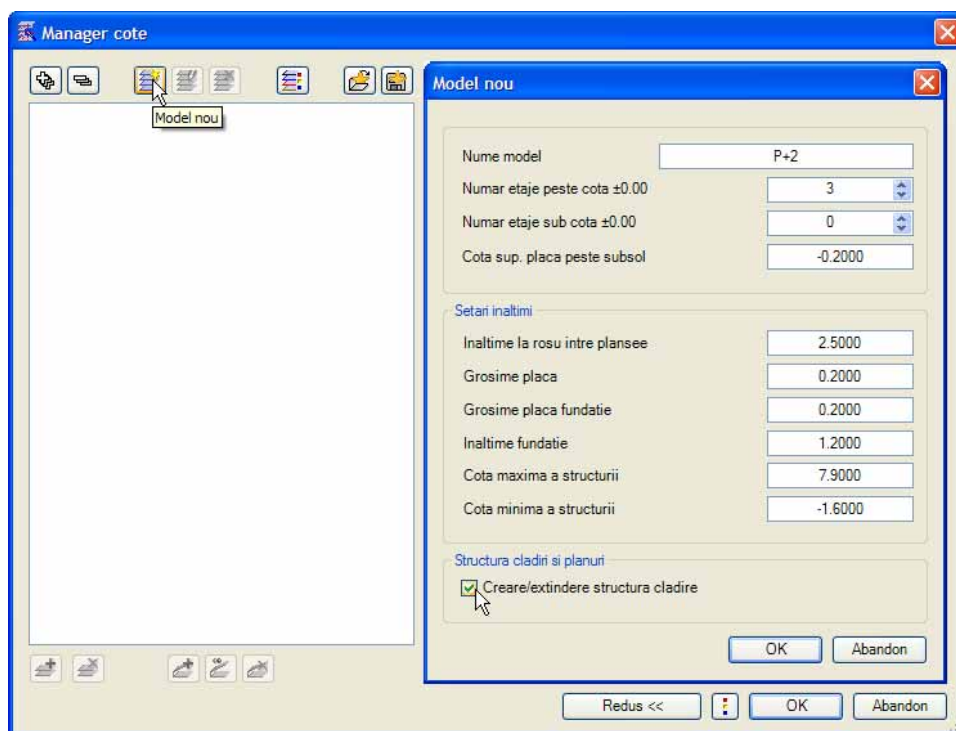 Manager cote
Model nou
Model nou
Nume model P+2
Numar etaje peste cota ±0.00 3
Numar etaje sub cota ±0.00 0
Cota sup. placa peste subsol -0.2000
Setari inaltimi
Inaltime la rosu intre plansee 2.5000
Grosime placa 0.2000
Grosime placa fundatie 0.2000
Inaltime fundatie 1.2000
Cota maxima a structurii 7.9000
Cota minima a structurii -1.6000
Structura cladiri si planuri
Creare/extindere structura cladire
OK Abandon
Redus << OK Abandon